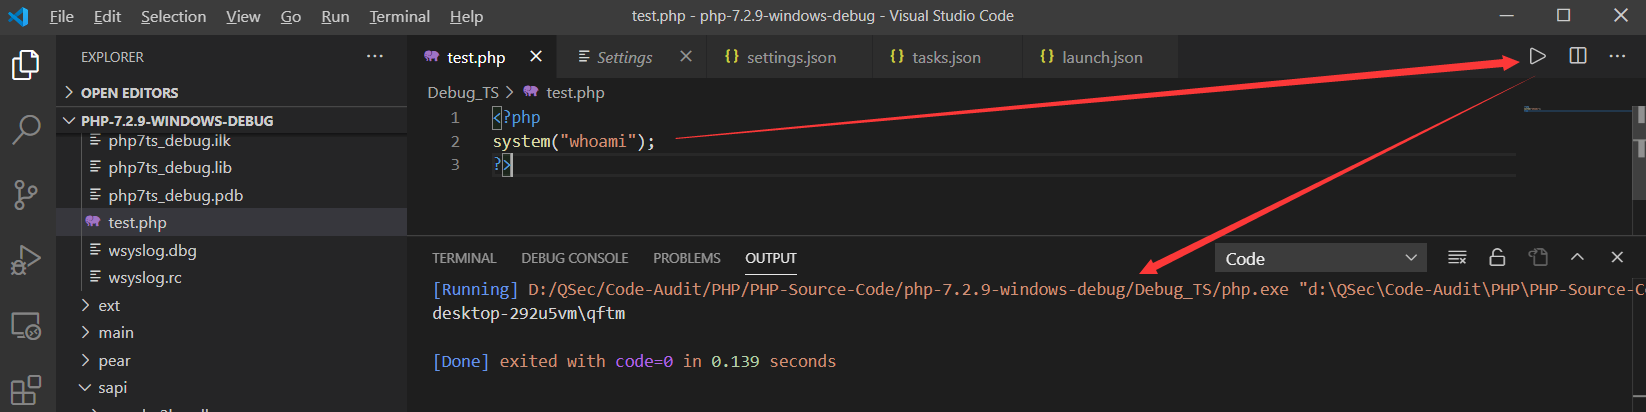 File Edit Selection View Go Run Terminal Help test.php - php-7.2.9-windows-debug - Visual Studio Code
EXPLORER
test.php Settings settings.json tasks.json launch.json
OPEN EDITORS
PHP-7.2.9-WINDOWS-DEBUG
php7ts_debug.ilk
php7ts_debug.lib
php7ts_debug.pdb
test.php
wsyslog.dbg
wsyslog.rc
ext
main
pear
sapi
Debug_TS > test.php
1 <?php
2 system("whoami");
3 ?>
TERMINAL DEBUG CONSOLE PROBLEMS OUTPUT Code
[Running] D:/QSec/Code-Audit/PHP/PHP-Source-Code/php-7.2.9-windows-debug/Debug_TS/php.exe "d:\QSec\Code-Audit\PHP\PHP-Source-C
desktop-292u5vm\qftm
[Done] exited with code=0 in 0.139 seconds